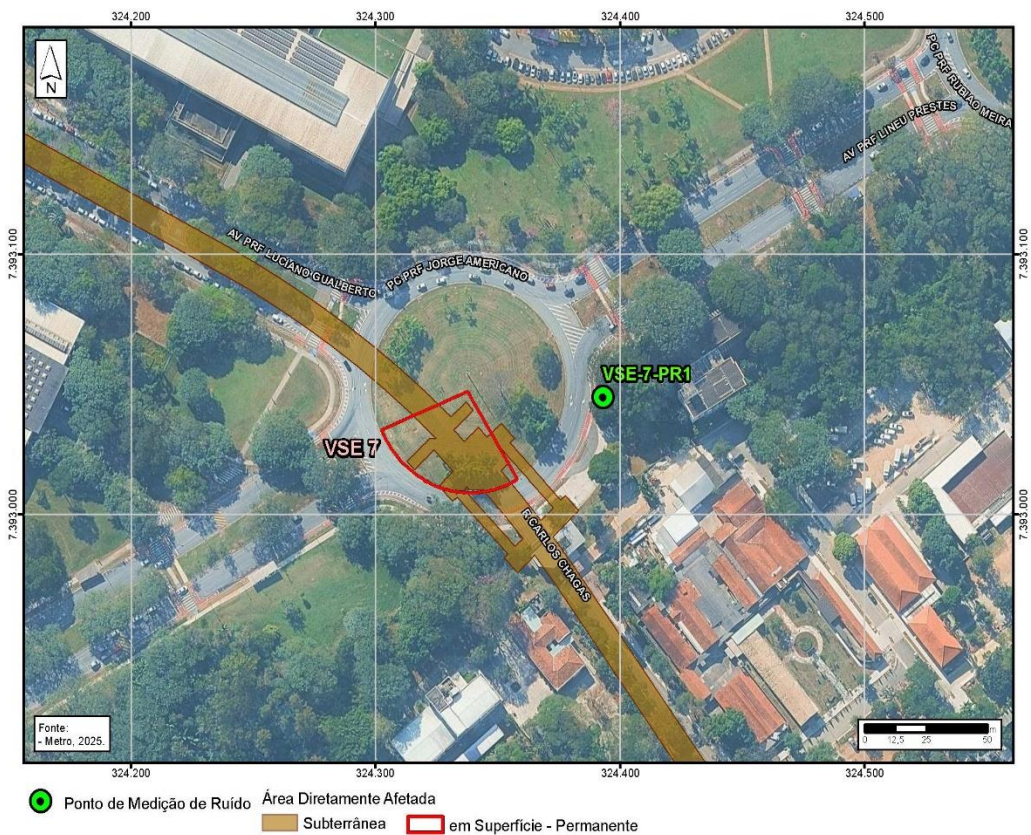 324.200 324.300 324.400 324.500
N
PC PRF RUBIAO MEIRA
AV PRF LINEU PRESTES
7.393.100 7.393.100
AV PRF LUCIANO GUALBERTO
PC PRF JORGE AMERICANO
VSE-7-PR1
VSE 7
7.393.000 7.393.000
R CARLOS CHAGAS
Fonte:
- Metro, 2025.
m
0 12,5 25 50
324.200 324.300 324.400 324.500
Ponto de Medição de Ruído
Área Diretamente Afetada
Subterrânea
em Superfície - Permanente